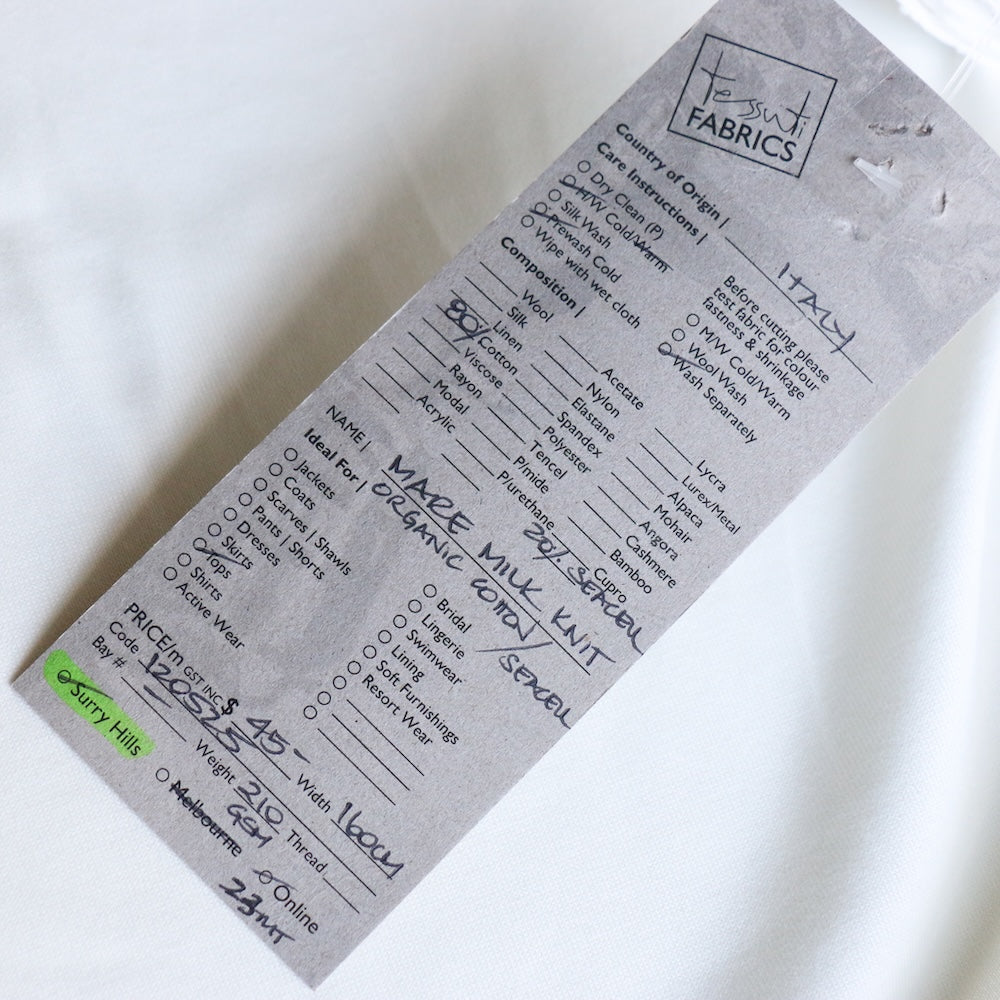 tessuti
FABRICS
Country of Origin | ITALY
Care Instructions |
Dry Clean (P)
H/W Cold/Warm
Silk Wash
Prewash Cold
Wipe with wet cloth
Before cutting please
test fabric for colour
fastness & shrinkage
M/W Cold/Warm
Wool Wash
Wash Separately
Composition |
Wool
Silk
Linen
80/ Cotton
Viscose
Rayon
Modal
Acrylic
Acetate
Nylon
Elastane
Spandex
Polyester
Tencel
P/mide
P/urethane
Lycra
Lurex/Metal
Alpaca
Mohair
Angora
Cashmere
Bamboo
Cupro
20/ SEACELL
NAME | MARE MILK KNIT
ORGANIC COTTON/SEACELL
Ideal For |
Jackets
Coats
Scarves | Shawls
Pants | Shorts
Dresses
Skirts
Tops
Shirts
Active Wear
Bridal
Lingerie
Swimwear
Lining
Soft Furnishings
Resort Wear
PRICE/m GST INC. $ 45-
Width 160CM
Code 120525
Weight 210 GSM
Thread
Bay #
Surry Hills
Melbourne
Online